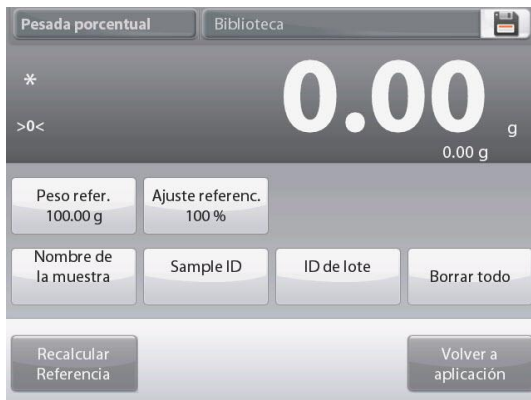 Pesada porcentual
Biblioteca
*
0.00
>0<
g
0.00 g
Peso refer.
100.00 g
Ajuste referenc.
100 %
Nombre de
la muestra
Sample ID
ID de lote
Borrar todo
Recalcular
Referencia
Volver a
aplicación